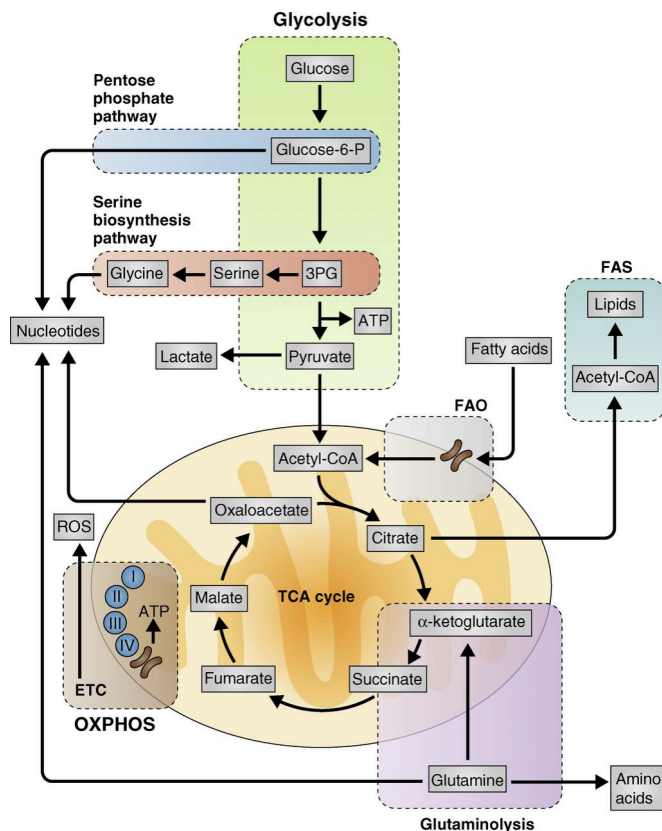 Glycolysis
Glucose
Pentose
phosphate
pathway
Glucose-6-P
Serine
biosynthesis
pathway
Glycine
Serine
3PG
FAS
Lipids
Nucleotides
ATP
Lactate
Pyruvate
Fatty acids
Acetyl-CoA
FAO
Acetyl-CoA
Oxaloacetate
ROS
Citrate
I
II
III
IV
ATP
Malate
TCA cycle
α-ketoglutarate
Fumarate
Succinate
ETC
OXPHOS
Glutamine
Amino
acids
Glutaminolysis